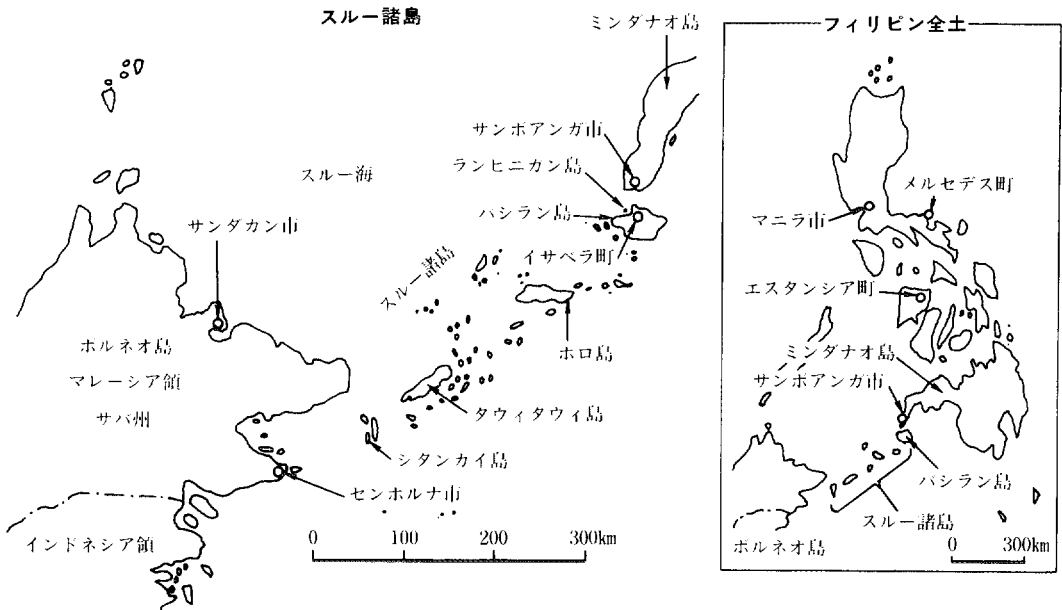 スルー諸島
ミンダナオ島
サンボアンガ市
ランヒニカン島
スルー海
バシラン島
サンダカン市
イサベラ町
スルー諸島
ホロ島
ボルネオ島
マレーシア領
サバ州
タウィタウィ島
シタンカイ島
センポルナ市
インドネシア領
0 100 200 300km
フィリピン全土
メルセデス町
マニラ市
エスタンシア町
ミンダナオ島
サンボアンガ市
バシラン島
スルー諸島
ボルネオ島
0 300km